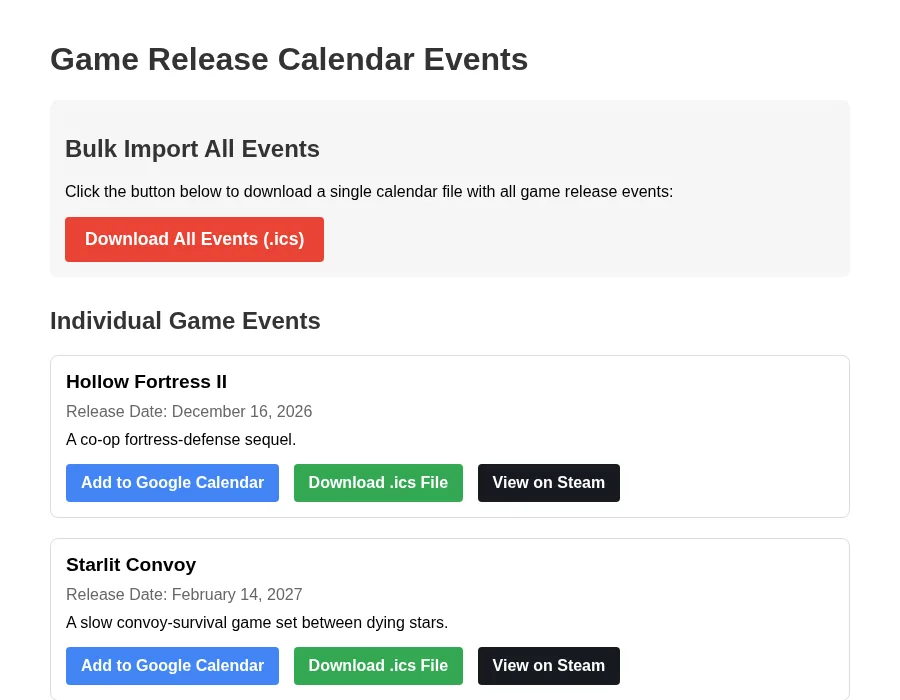 Game Release Calendar Events
Bulk Import All Events
Click the button below to download a single calendar file with all game release events:
Download All Events (.ics)
Individual Game Events
Hollow Fortress II
Release Date: December 16, 2026
A co-op fortress-defense sequel.
Add to Google Calendar Download .ics File View on Steam
Starlit Convoy
Release Date: February 14, 2027
A slow convoy-survival game set between dying stars.
Add to Google Calendar Download .ics File View on Steam